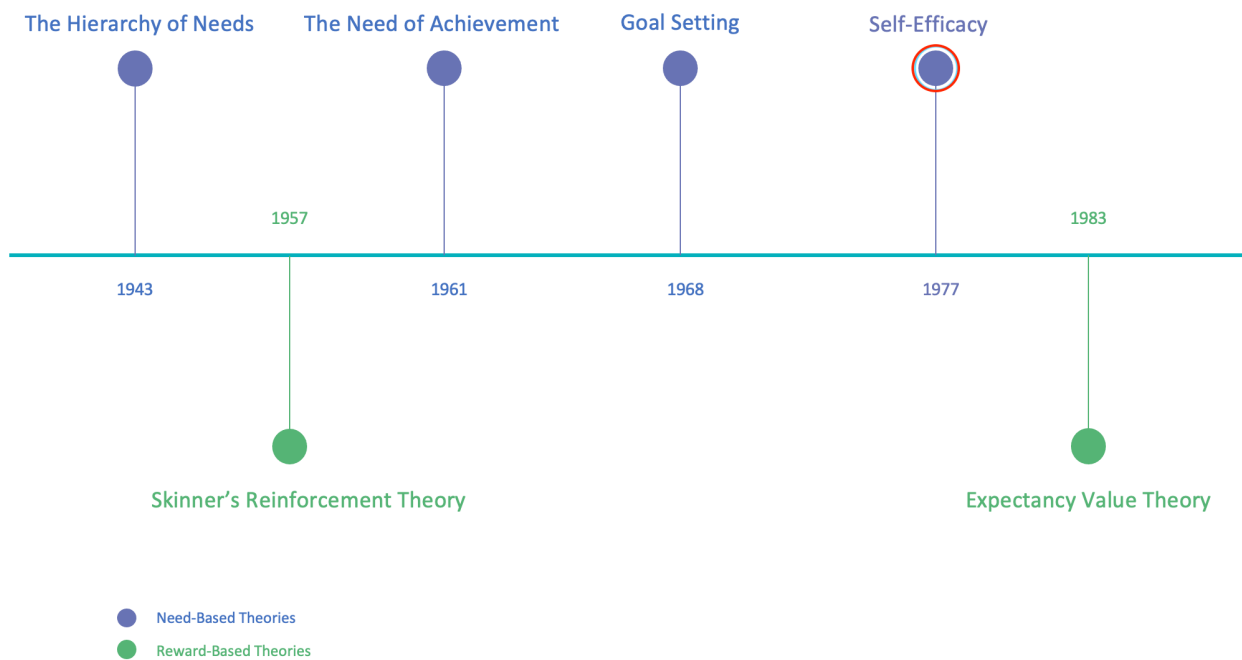 The Hierarchy of Needs
The Need of Achievement
Goal Setting
Self-Efficacy
1957
1983
1943
1961
1968
1977
Skinner’s Reinforcement Theory
Expectancy Value Theory
Need-Based Theories
Reward-Based Theories